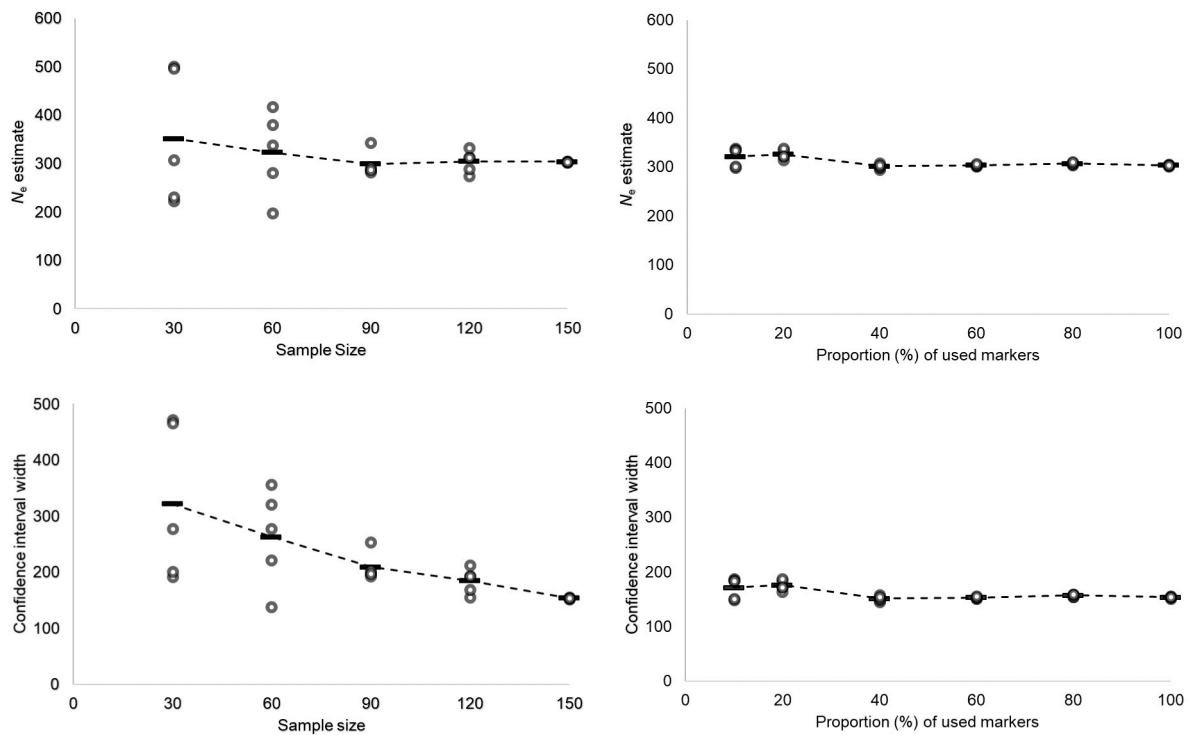 600
500
400
300
200
100
0
Ne estimate
0 30 60 90 120 150
Sample Size
600
500
400
300
200
100
0
Ne estimate
0 20 40 60 80 100
Proportion (%) of used markers
500
400
300
200
100
0
Confidence interval width
0 30 60 90 120 150
Sample size
500
400
300
200
100
0
Confidence interval width
0 20 40 60 80 100
Proportion (%) of used markers